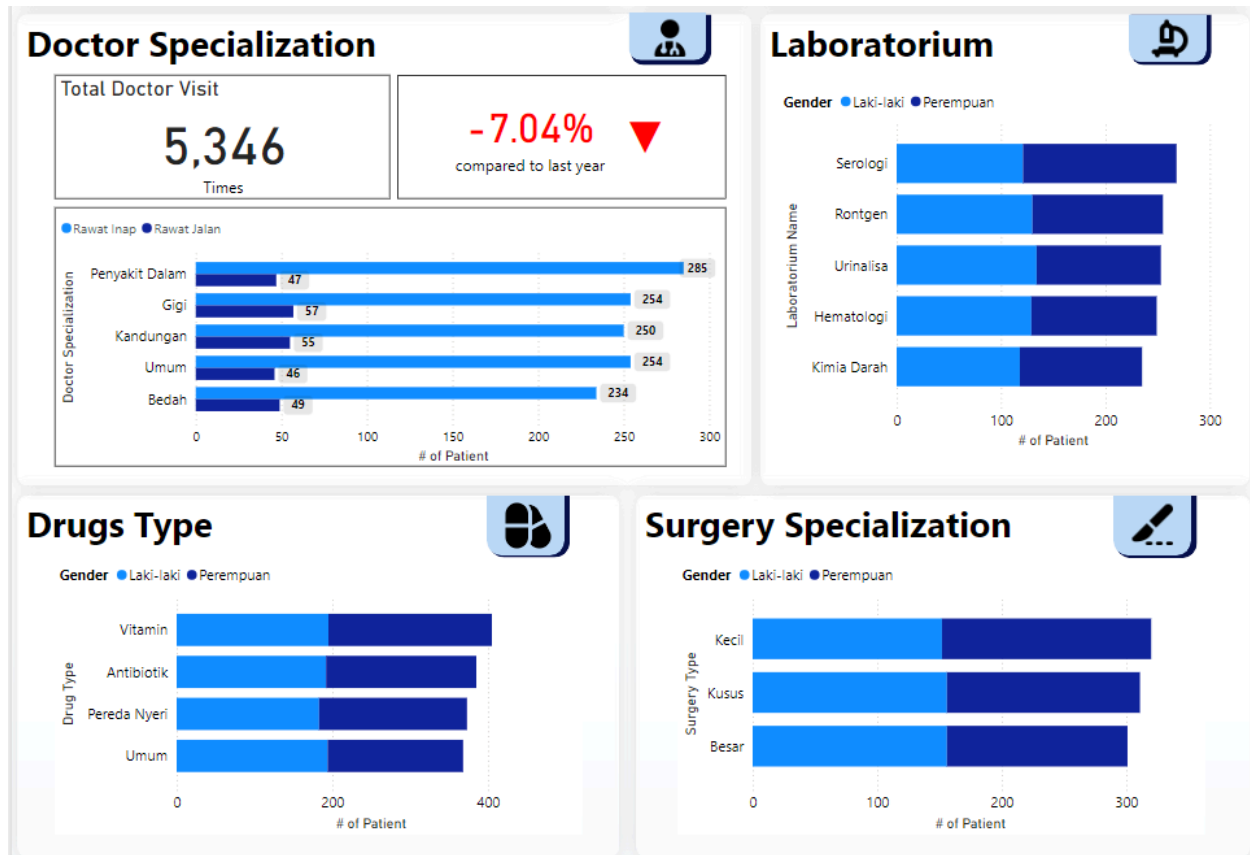 Doctor Specialization
Total Doctor Visit
5,346
Times
-7.04%
compared to last year
Rawat Inap Rawat Jalan
Doctor Specialization
Penyakit Dalam
285
47
Gigi
254
57
Kandungan
250
55
Umum
254
46
Bedah
234
49
0 50 100 150 200 250 300
# of Patient
Laboratorium
Gender Laki-laki Perempuan
Laboratorium Name
Serologi
Rontgen
Urinalisa
Hematologi
Kimia Darah
0 100 200 300
# of Patient
Drugs Type
Gender Laki-laki Perempuan
Drug Type
Vitamin
Antibiotik
Pereda Nyeri
Umum
0 200 400
# of Patient
Surgery Specialization
Gender Laki-laki Perempuan
Surgery Type
Kecil
Kusus
Besar
0 100 200 300
# of Patient